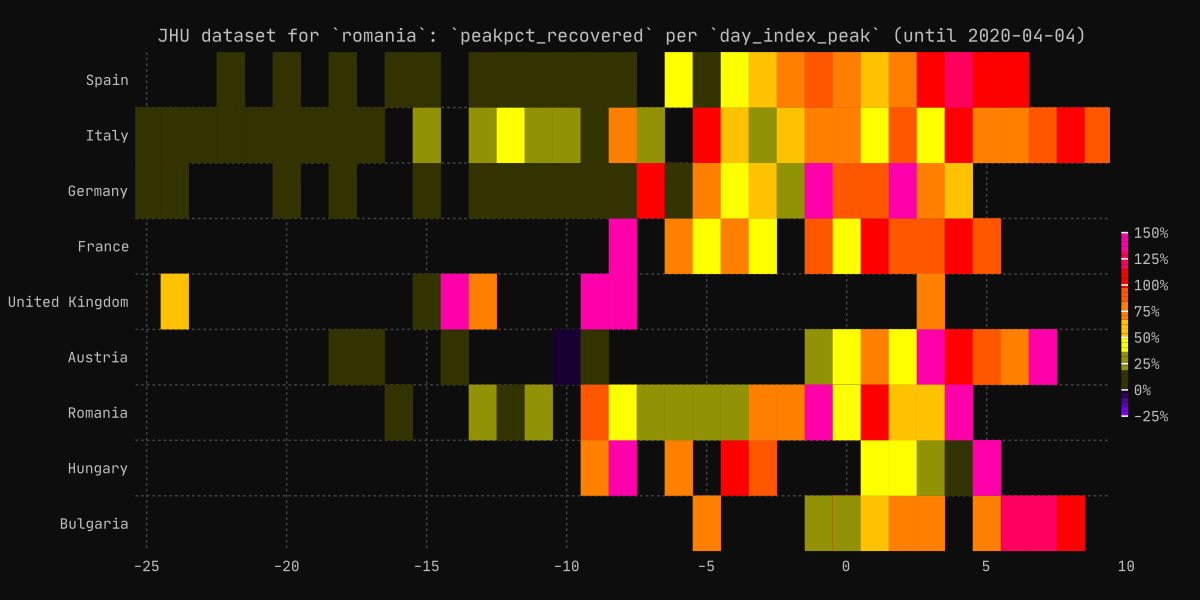 JHU dataset for `romania`: `peakpct_recovered` per `day_index_peak` (until 2020-04-04)
Spain
Italy
Germany
France
United Kingdom
Austria
Romania
Hungary
Bulgaria
150%
125%
100%
75%
50%
25%
0%
-25%
-25 -20 -15 -10 -5 0 5 10